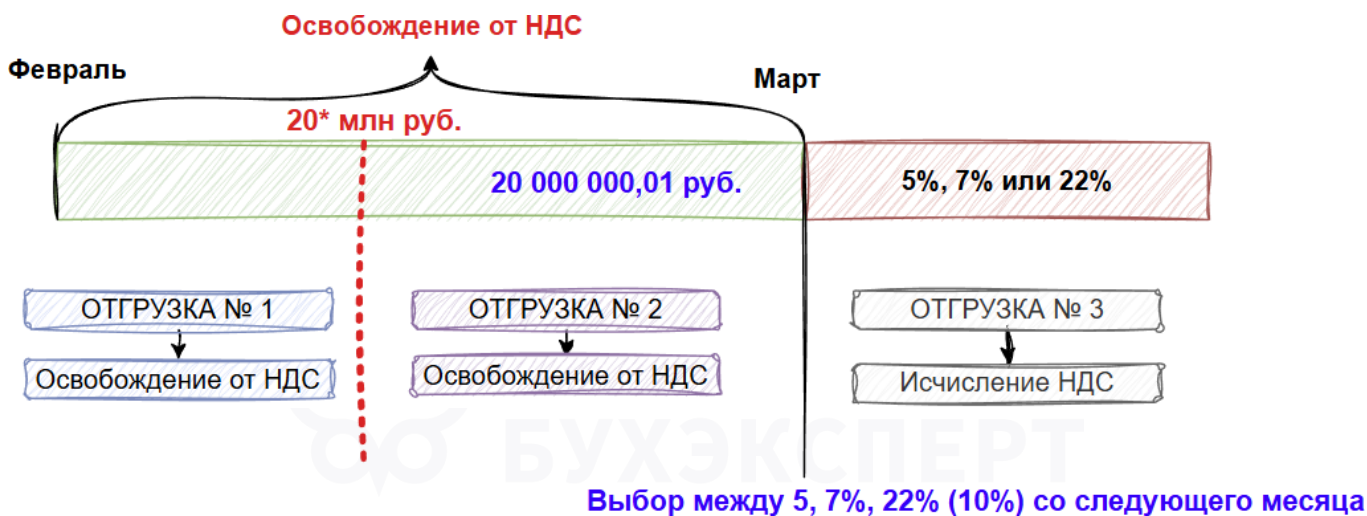 Освобождение от НДС
Февраль
Март
20* млн руб.
20 000 000,01 руб.
5%, 7% или 22%
ОТГРУЗКА № 1
ОТГРУЗКА № 2
ОТГРУЗКА № 3
Освобождение от НДС
Освобождение от НДС
Исчисление НДС
БУХЭКСПЕРТ
Выбор между 5, 7%, 22% (10%) со следующего месяца